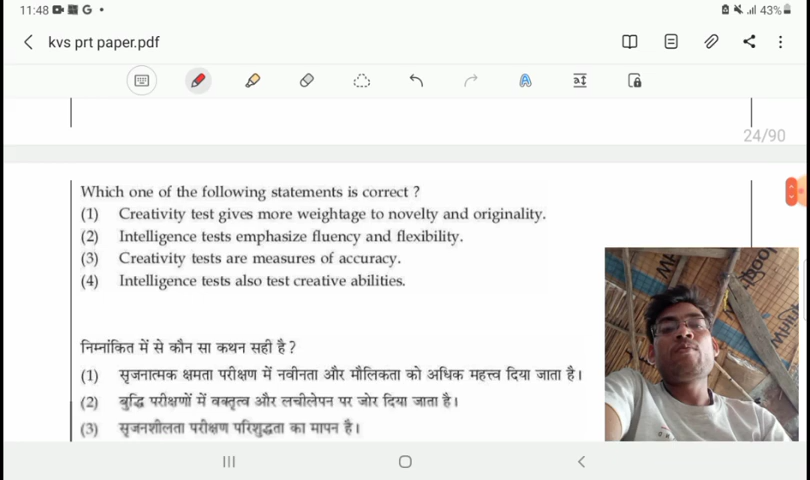 11:48 G 43%
kvs prt paper.pdf
24/90
Which one of the following statements is correct ?
(1) Creativity test gives more weightage to novelty and originality.
(2) Intelligence tests emphasize fluency and flexibility.
(3) Creativity tests are measures of accuracy.
(4) Intelligence tests also test creative abilities.
निम्नांकित में से कौन सा कथन सही है ?
(1) सृजनात्मक क्षमता परीक्षण में नवीनता और मौलिकता को अधिक महत्त्व दिया जाता है।
(2) बुद्धि परीक्षणों में वक्तृत्व और लचीलेपन पर जोर दिया जाता है।
(3) सृजनशीलता परीक्षण परिशुद्धता का मापन है।